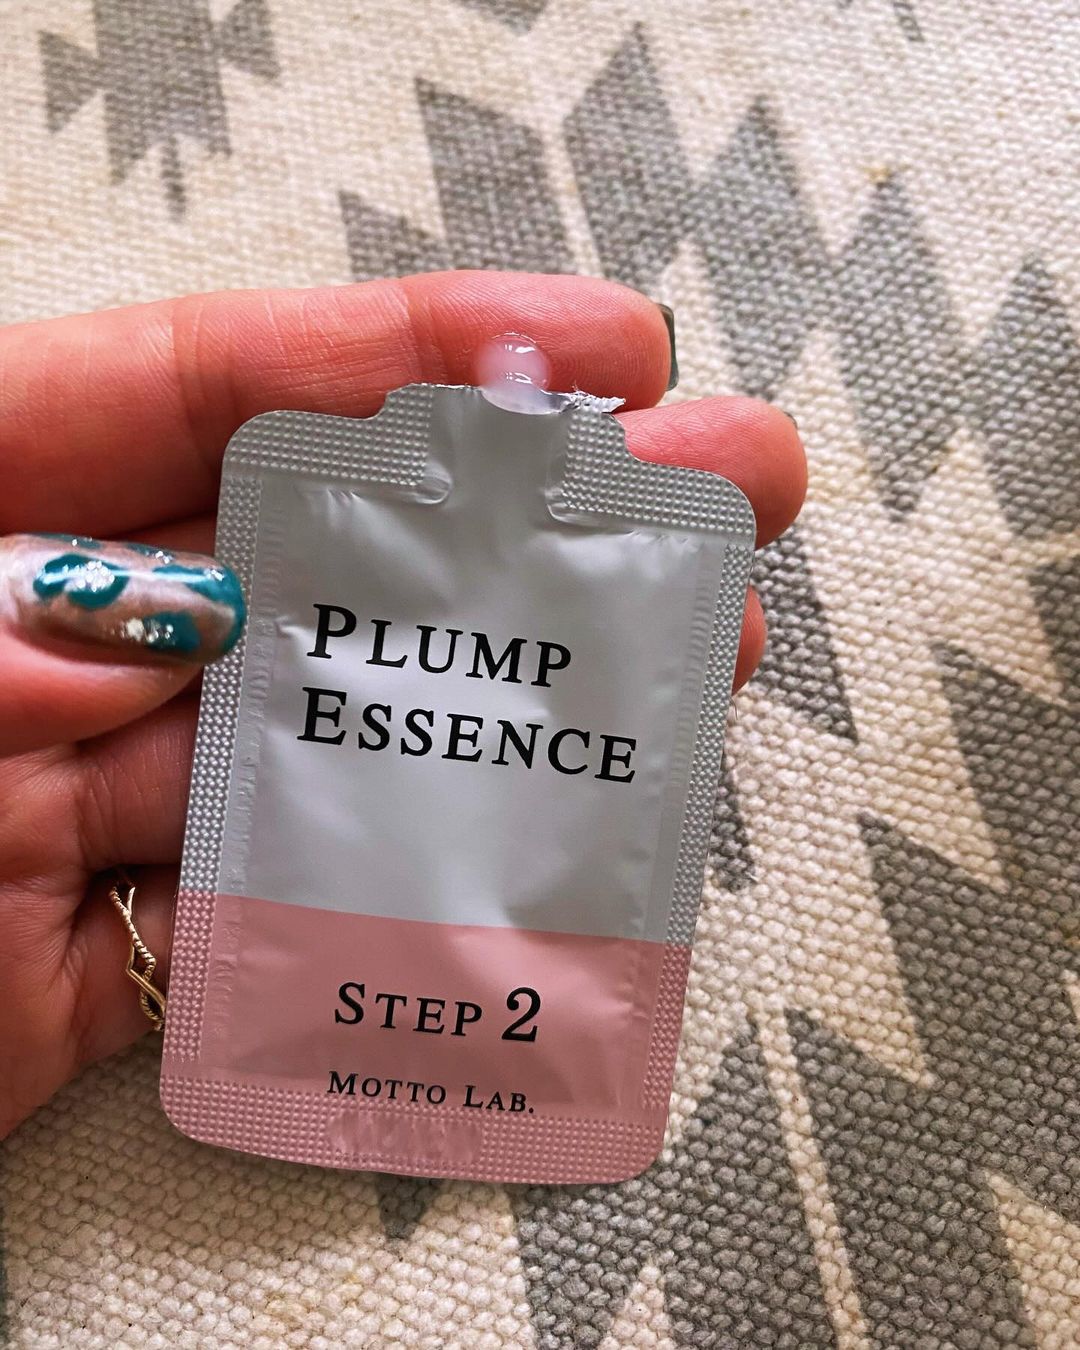 PLUMP
ESSENCE
STEP 2
MOTTO LAB.